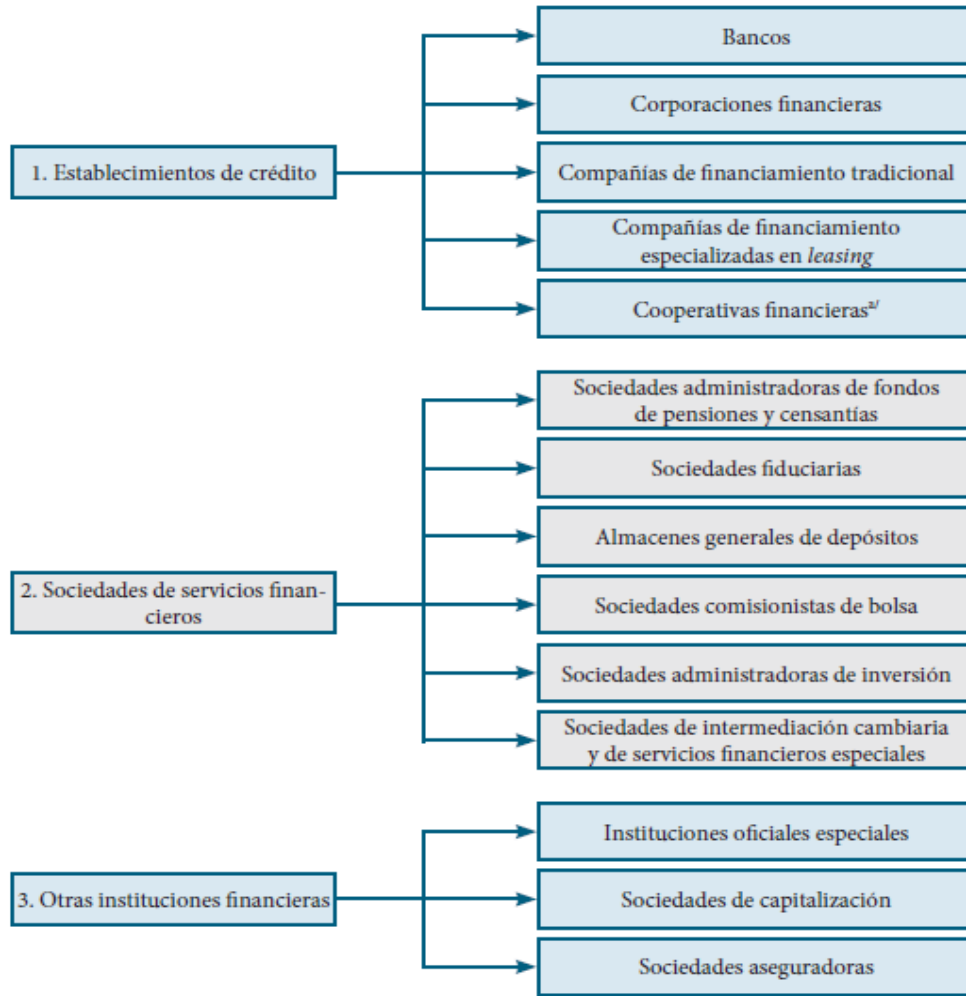 Bancos
Corporaciones financieras
1. Establecimientos de crédito
Compañías de financiamiento tradicional
Compañías de financiamiento
especializadas en leasing
Cooperativas financieras²/
Sociedades administradoras de fondos
de pensiones y censantías
Sociedades fiduciarias
Almacenes generales de depósitos
2. Sociedades de servicios finan-
cieros
Sociedades comisionistas de bolsa
Sociedades administradoras de inversión
Sociedades de intermediación cambiaria
y de servicios financieros especiales
Instituciones oficiales especiales
3. Otras instituciones financieras
Sociedades de capitalización
Sociedades aseguradoras